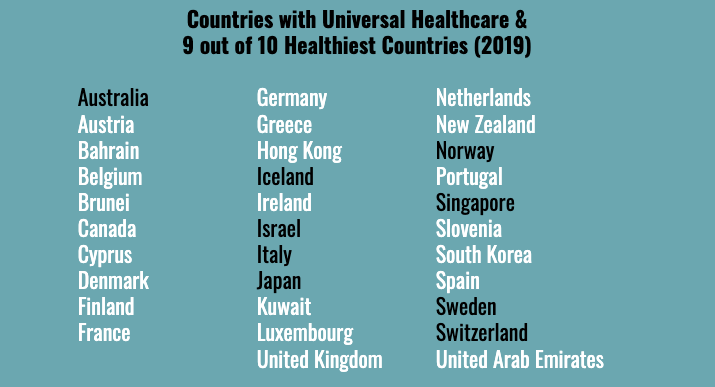 Countries with Universal Healthcare &
9 out of 10 Healthiest Countries (2019)
Australia
Austria
Bahrain
Belgium
Brunei
Canada
Cyprus
Denmark
Finland
France
Germany
Greece
Hong Kong
Iceland
Ireland
Israel
Italy
Japan
Kuwait
Luxembourg
United Kingdom
Netherlands
New Zealand
Norway
Portugal
Singapore
Slovenia
South Korea
Spain
Sweden
Switzerland
United Arab Emirates